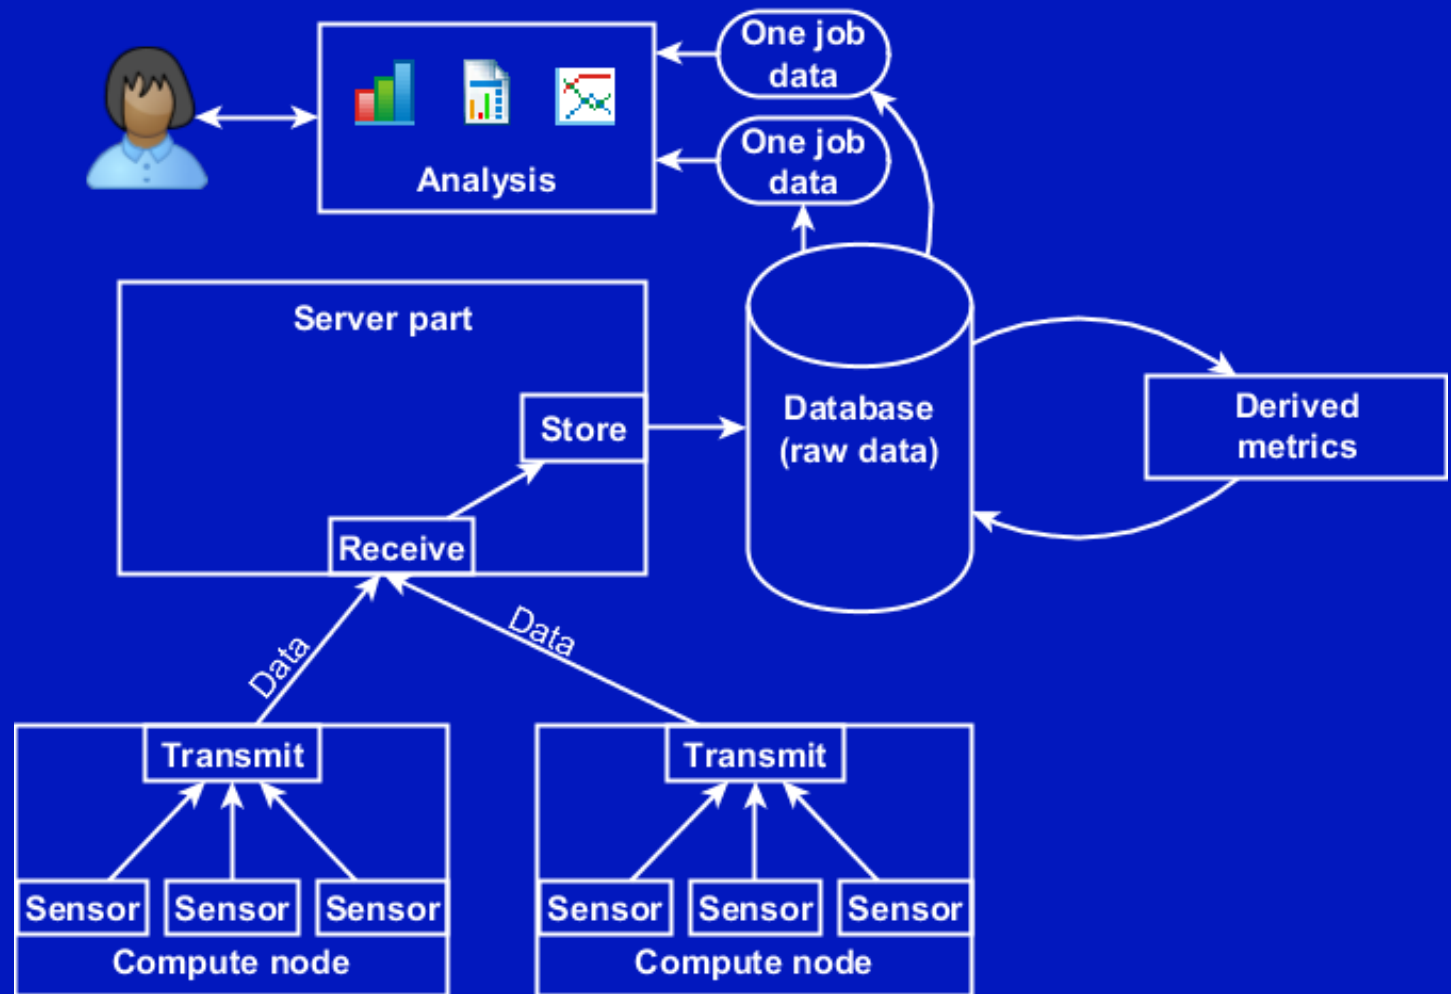 One job
data
Analysis
One job
data
Server part
Store
Receive
Database
(raw data)
Derived
metrics
Data
Data
Transmit
Sensor
Sensor
Sensor
Compute node
Transmit
Sensor
Sensor
Sensor
Compute node